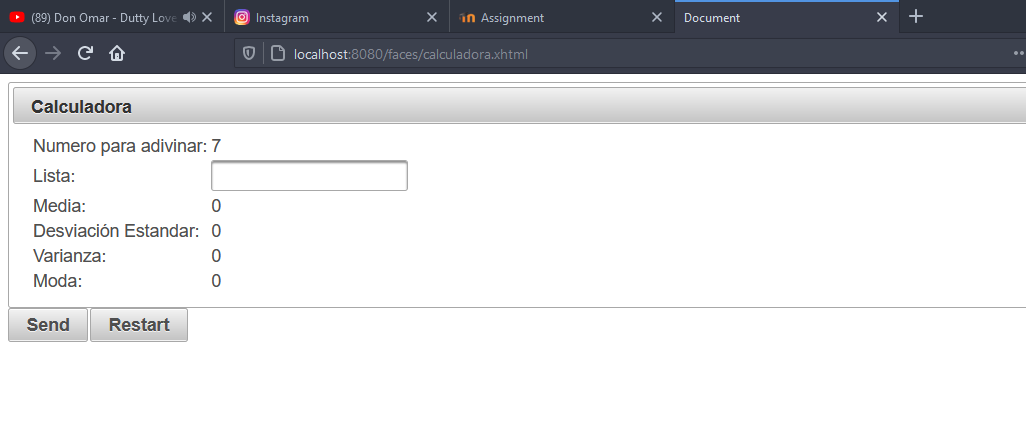 (89) Don Omar - Dutty Love
Instagram
Assignment
Document
localhost:8080/faces/calculadora.xhtml
Calculadora
Numero para adivinar: 7
Lista:
Media: 0
Desviación Estandar: 0
Varianza: 0
Moda: 0
Send Restart